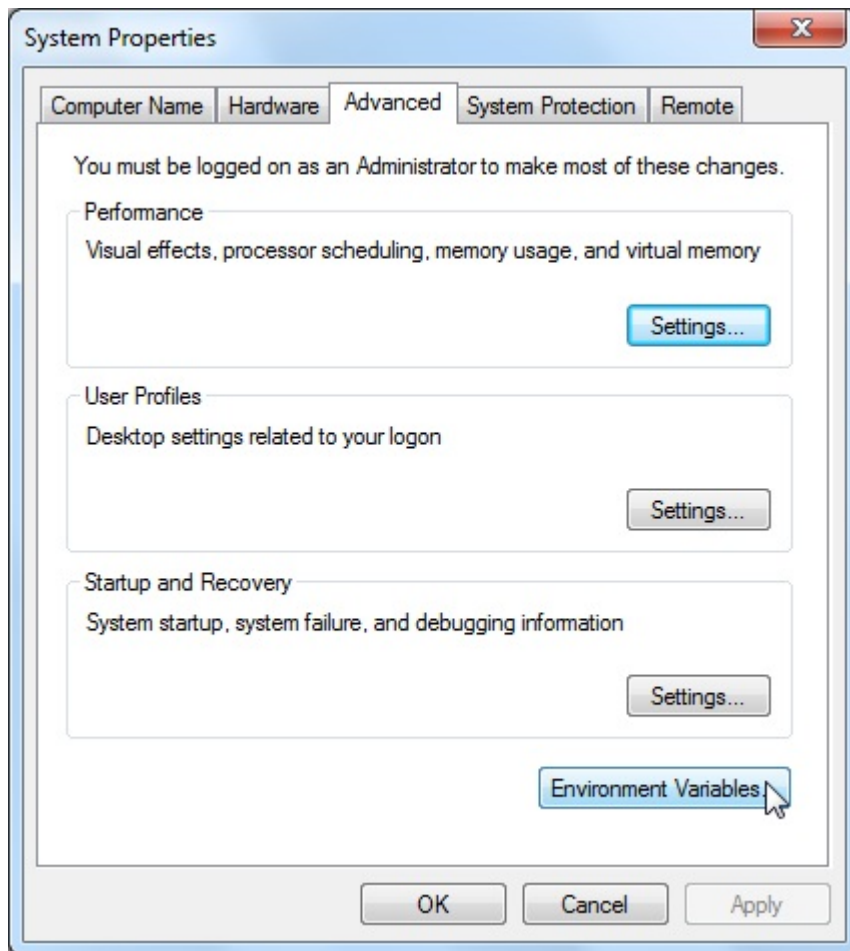 System Properties
Computer Name Hardware Advanced System Protection Remote
You must be logged on as an Administrator to make most of these changes.
Performance
Visual effects, processor scheduling, memory usage, and virtual memory
Settings...
User Profiles
Desktop settings related to your logon
Settings...
Startup and Recovery
System startup, system failure, and debugging information
Settings...
Environment Variables.
OK Cancel Apply